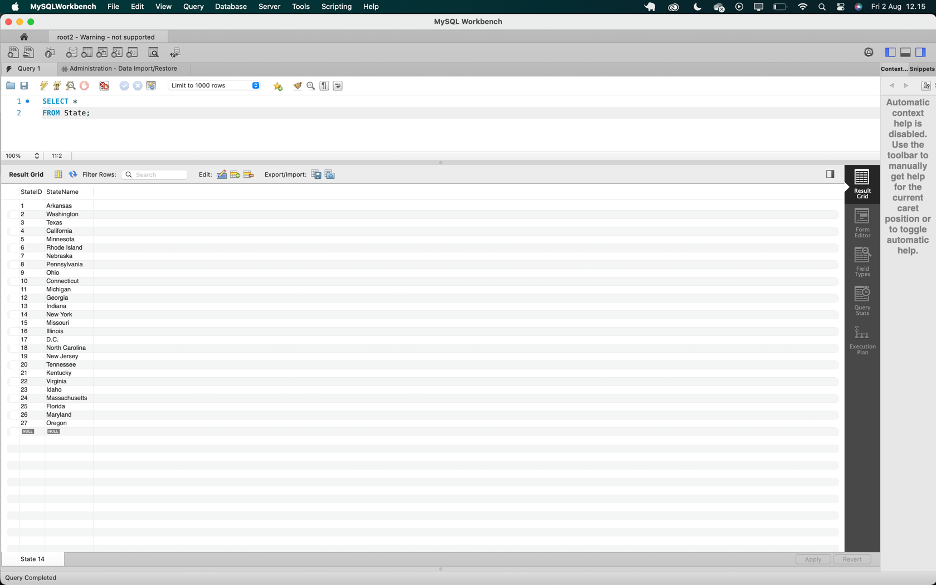 MySQLWorkbench File Edit View Query Database Server Tools Scripting Help Fri 2 Aug 12.15
MySQL Workbench
root2 - Warning - not supported
Query 1 Administration - Data Import/Restore Context... Snippets
Limit to 1000 rows
1 SELECT *
2 FROM State;
100% 11:2
Automatic
context
help is
disabled.
Use the
toolbar to
manually
get help
for the
current
caret
position or
to toggle
automatic
help.
Result Grid Filter Rows: Search Edit: Export/Import:
StateID StateName
1 Arkansas
2 Washington
3 Texas
4 California
5 Minnesota
6 Rhode Island
7 Nebraska
8 Pennsylvania
9 Ohio
10 Connecticut
11 Michigan
12 Georgia
13 Indiana
14 New York
15 Missouri
16 Illinois
17 D.C.
18 North Carolina
19 New Jersey
20 Tennessee
21 Kentucky
22 Virginia
23 Idaho
24 Massachusetts
25 Florida
26 Maryland
27 Oregon
NULL NULL
Result
Grid
Form
Editor
Field
Types
Query
Stats
Execution
Plan
State 14 Apply Revert
Query Completed